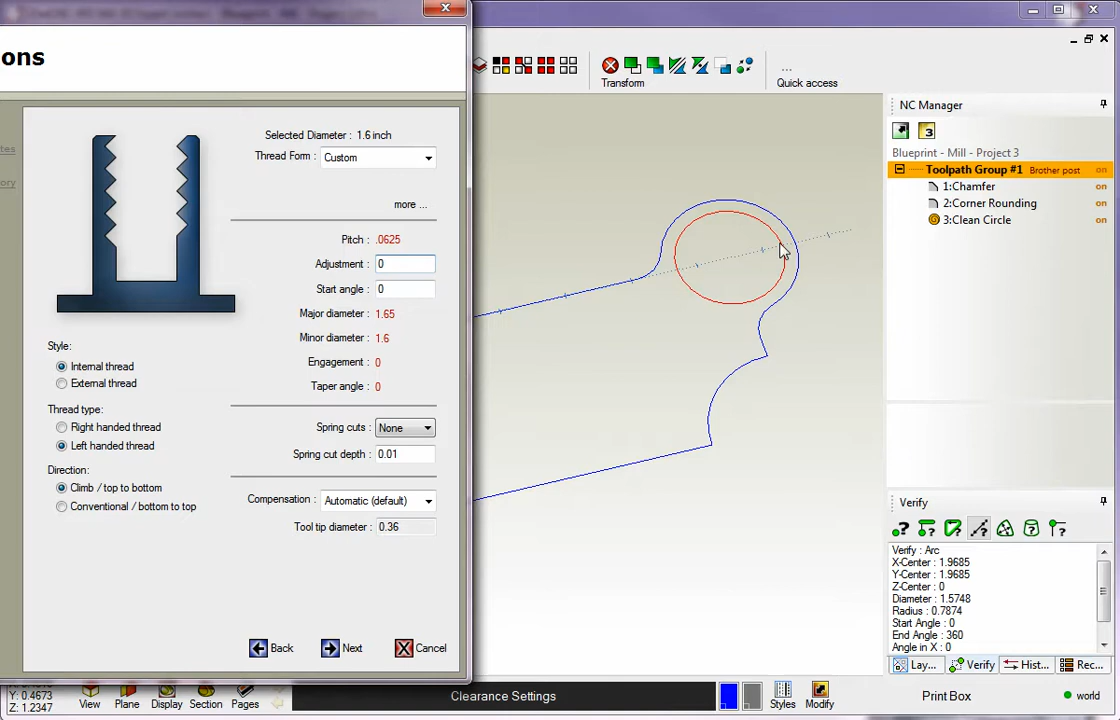 ons
tes
ory
Selected Diameter : 1.6 inch
Thread Form : Custom
more ...
Pitch : .0625
Adjustment : 0
Start angle : 0
Major diameter : 1.65
Minor diameter : 1.6
Engagement : 0
Taper angle : 0
Style:
Internal thread
External thread
Thread type:
Right handed thread
Left handed thread
Direction:
Climb / top to bottom
Conventional / bottom to top
Spring cuts : None
Spring cut depth : 0.01
Compensation : Automatic (default)
Tool tip diameter : 0.36
Back
Next
Cancel
Transform
...
Quick access
NC Manager
3
Blueprint - Mill - Project 3
Toolpath Group #1 Brother post on
1:Chamfer on
2:Corner Rounding on
3:Clean Circle on
Verify
Verify : Arc
X-Center : 1.9685
Y-Center : 1.9685
Z-Center : 0
Diameter : 1.5748
Radius : 0.7874
Start Angle : 0
End Angle : 360
Angle in X : 0
Lay... Verify Hist... Rec...
Y: 0.4673
Z: 1.2347
View Plane Display Section Pages
Clearance Settings
Styles Modify
Print Box
world